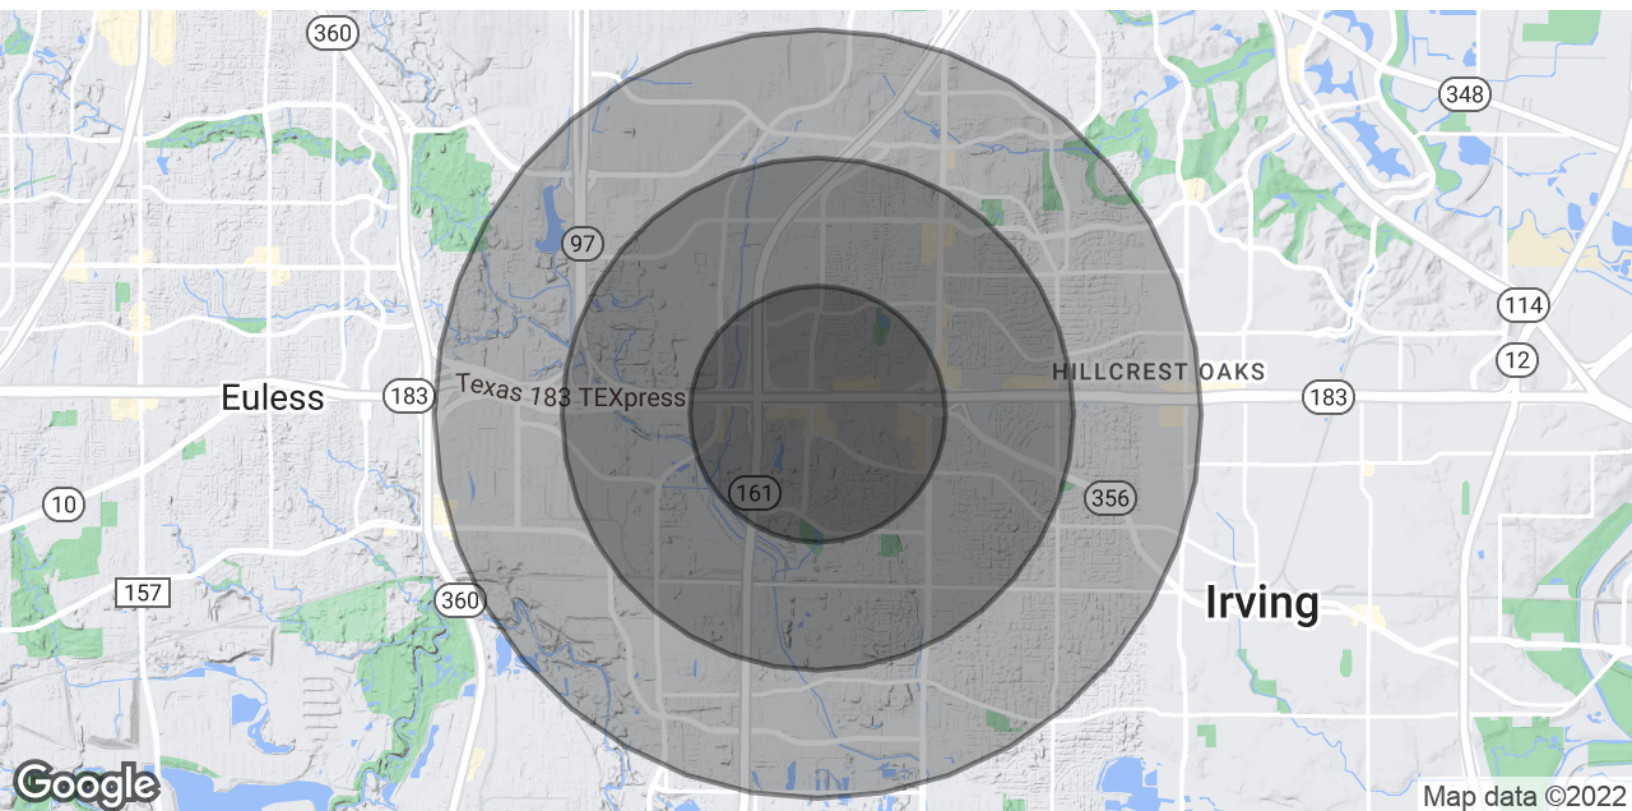 360
348
97
114
12
HILLCREST OAKS
Texas 183 TEXpress
Euless
183
183
161
356
10
157
360
Irving
Google
Map data ©2022